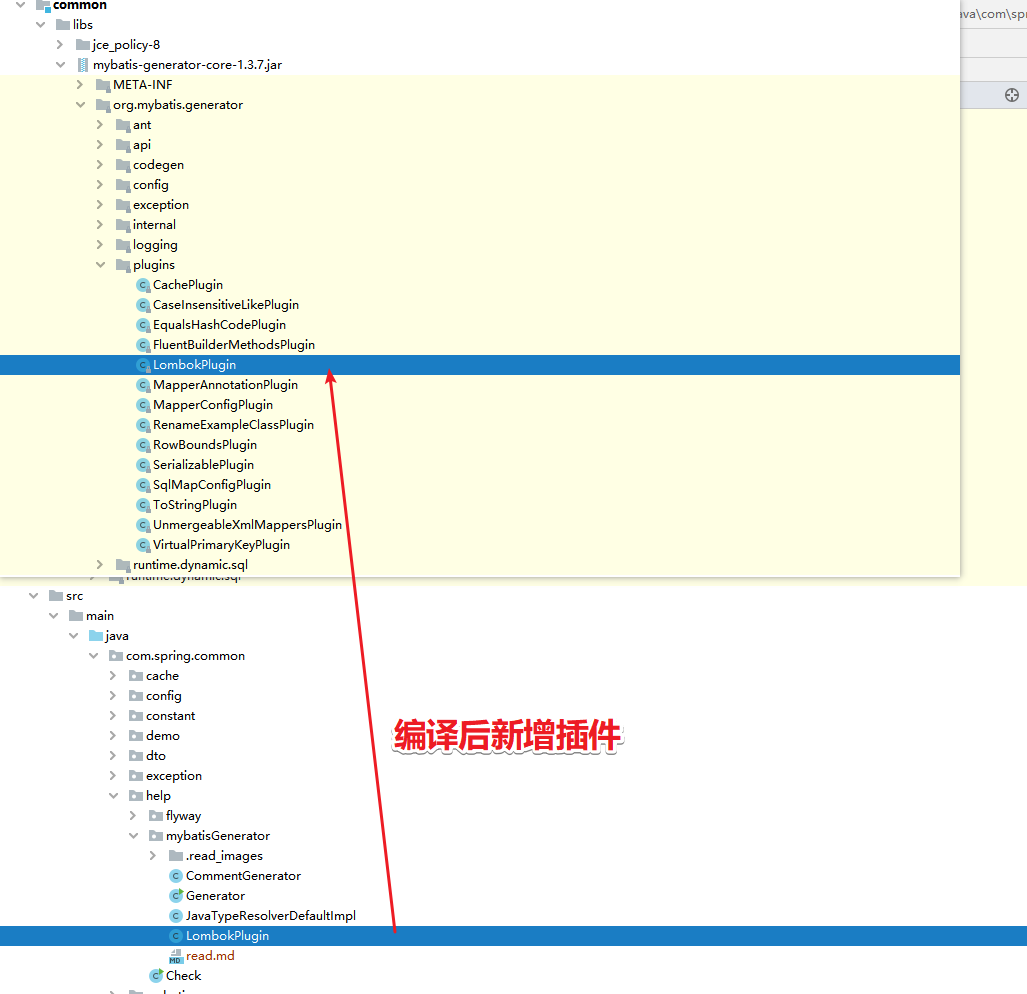 common
ava\com\spr
libs
jce_policy-8
mybatis-generator-core-1.3.7.jar
META-INF
org.mybatis.generator
ant
api
codegen
config
exception
internal
logging
plugins
CachePlugin
CaseInsensitiveLikePlugin
EqualsHashCodePlugin
FluentBuilderMethodsPlugin
LombokPlugin
MapperAnnotationPlugin
MapperConfigPlugin
RenameExampleClassPlugin
RowBoundsPlugin
SerializablePlugin
SqlMapConfigPlugin
ToStringPlugin
UnmergeableXmlMappersPlugin
VirtualPrimaryKeyPlugin
runtime.dynamic.sql
runtime.dynamic.sql
src
main
java
com.spring.common
cache
config
constant
编译后新增插件
demo
dto
exception
help
flyway
mybatisGenerator
.read_images
CommentGenerator
Generator
JavaTypeResolverDefaultImpl
LombokPlugin
read.md
Check